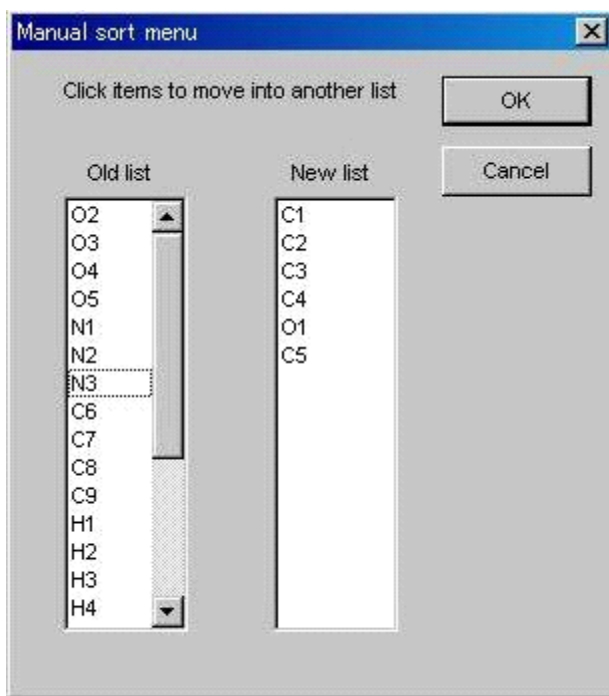 Manual sort menu
Click items to move into another list
OK
Cancel
Old list
O2
O3
O4
O5
N1
N2
N3
C6
C7
C8
C9
H1
H2
H3
H4
New list
C1
C2
C3
C4
O1
C5